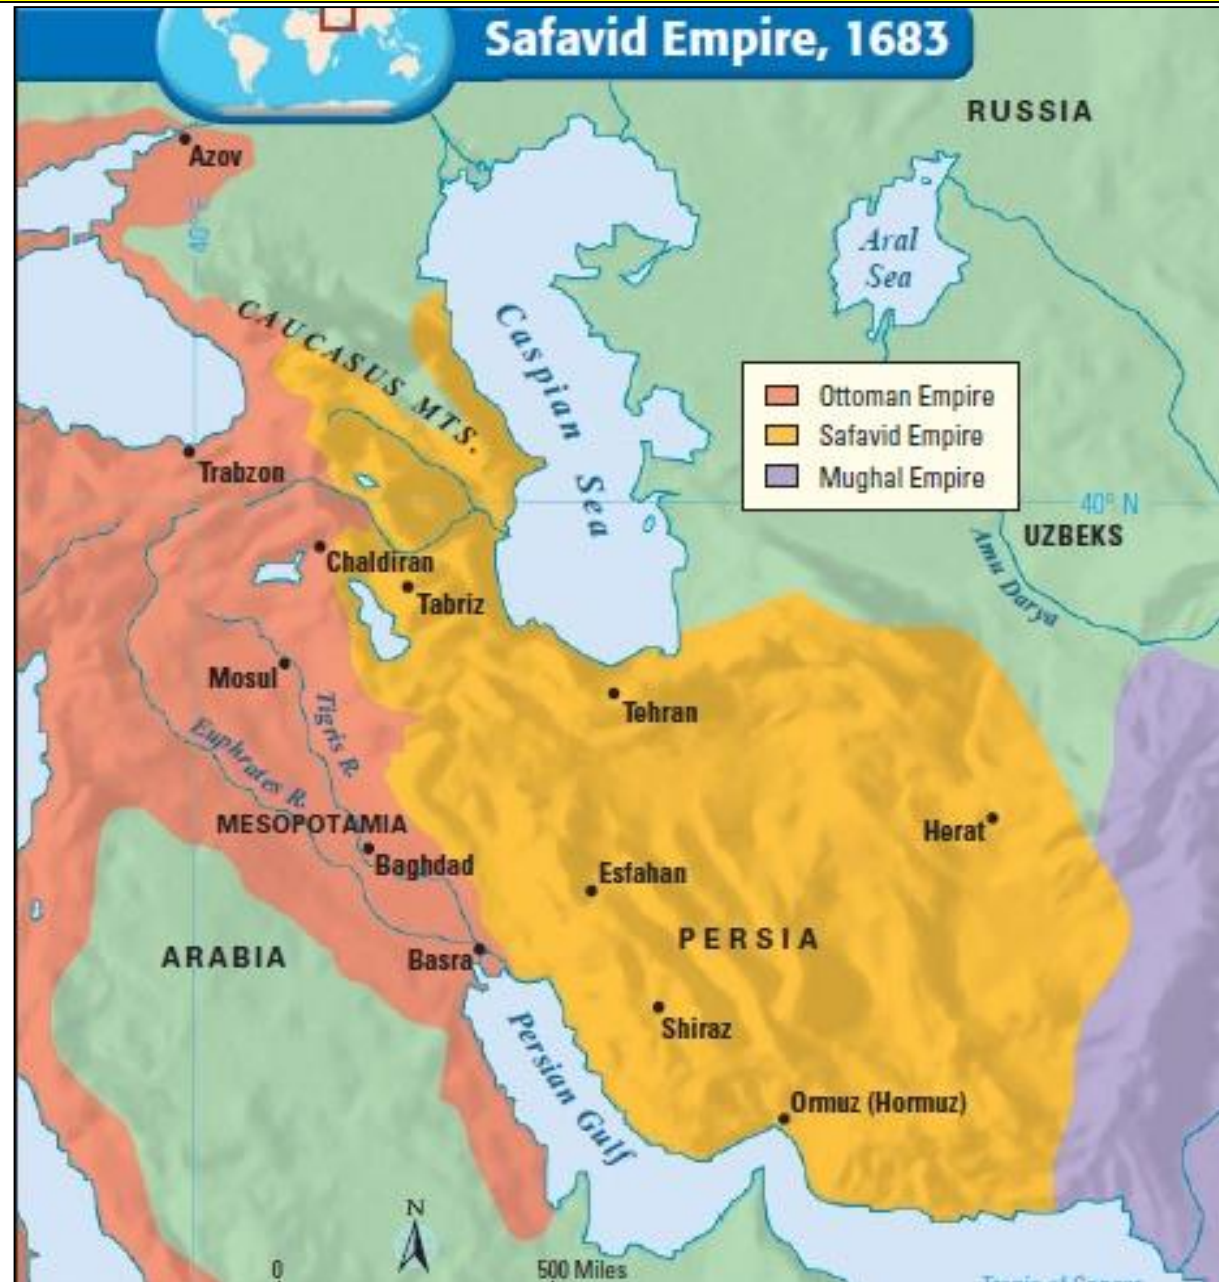 Safavid Empire, 1683
RUSSIA
Azov
40°E
Aral
Sea
CAUCASUS MTS.
Caspian Sea
Ottoman Empire
Safavid Empire
Mughal Empire
Trabzon
40° N
UZBEKS
Amu Darya
Chaldiran
Tabriz
Mosul
Tigris R.
Tehran
Euphrates R.
MESOPOTAMIA
Herat
Baghdad
Esfahan
PERSIA
ARABIA
Basra
Shiraz
Persian Gulf
Ormuz (Hormuz)
N
0
500 Miles